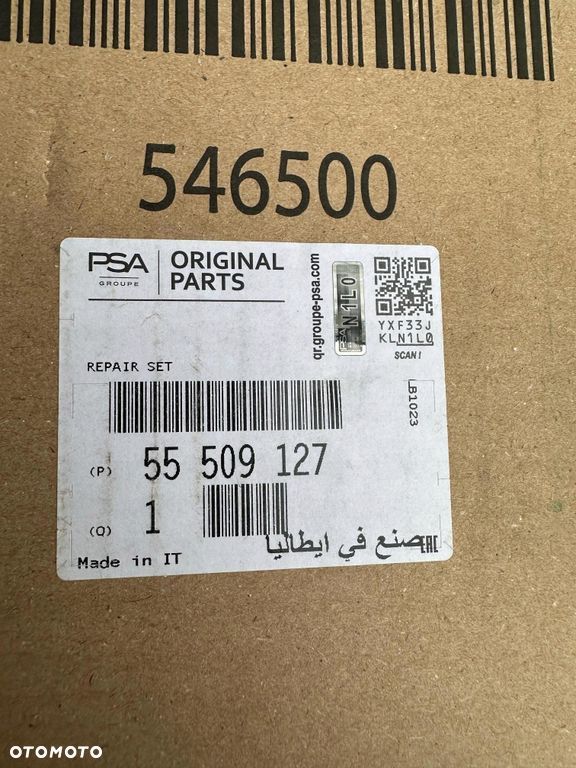 546500
PSA
GROUPE
ORIGINAL
PARTS
qr.groupe-psa.com
N1L0
YXF33J
KLN1L0
SCAN!
REPAIR SET
LB1023
(P) 55 509 127
(Q) 1
Made in IT
صنع في ايطاليا
EAC
OTOMOTO